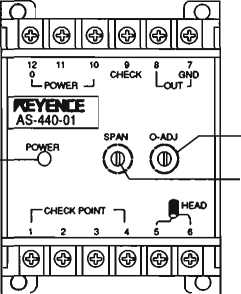 12 11 10 9 8 7
0 POWER CHECK OUT GND
KEYENCE
AS-440-01
POWER SPAN O-ADJ
HEAD
CHECK POINT
1 2 3 4 5 6